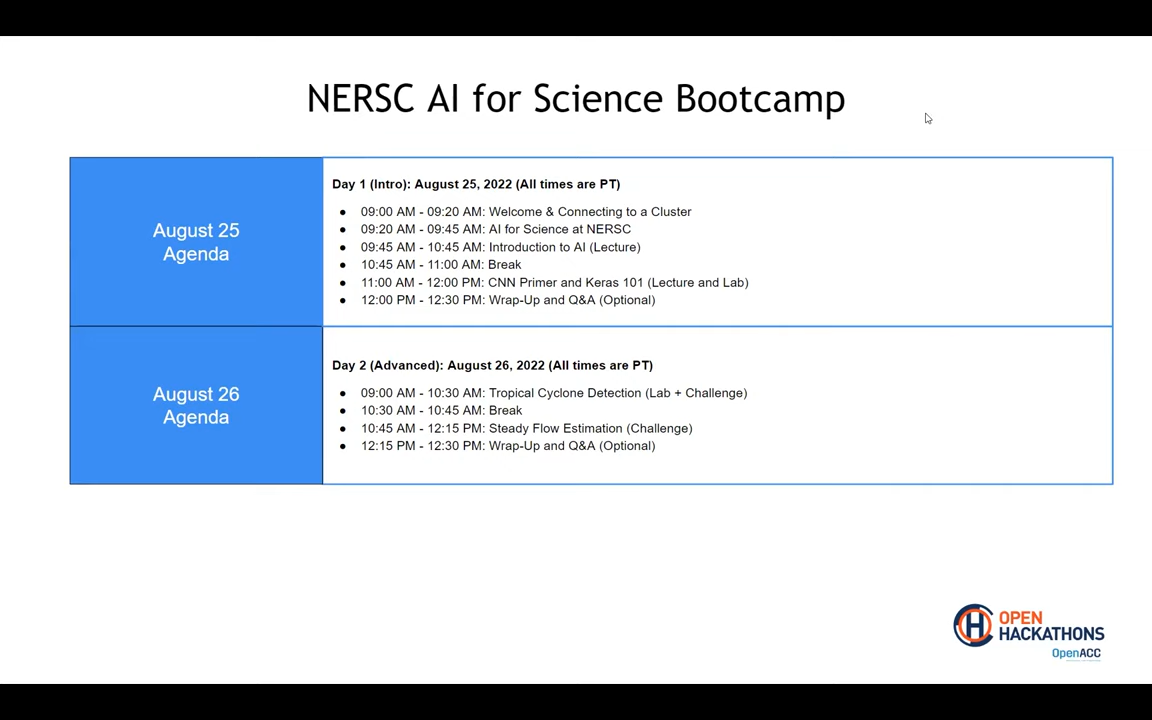 NERSC AI for Science Bootcamp
August 25
Agenda
Day 1 (Intro): August 25, 2022 (All times are PT)
● 09:00 AM - 09:20 AM: Welcome & Connecting to a Cluster
● 09:20 AM - 09:45 AM: AI for Science at NERSC
● 09:45 AM - 10:45 AM: Introduction to AI (Lecture)
● 10:45 AM - 11:00 AM: Break
● 11:00 AM - 12:00 PM: CNN Primer and Keras 101 (Lecture and Lab)
● 12:00 PM - 12:30 PM: Wrap-Up and Q&A (Optional)
August 26
Agenda
Day 2 (Advanced): August 26, 2022 (All times are PT)
● 09:00 AM - 10:30 AM: Tropical Cyclone Detection (Lab + Challenge)
● 10:30 AM - 10:45 AM: Break
● 10:45 AM - 12:15 PM: Steady Flow Estimation (Challenge)
● 12:15 PM - 12:30 PM: Wrap-Up and Q&A (Optional)
OPEN
HACKATHONS
OpenACC